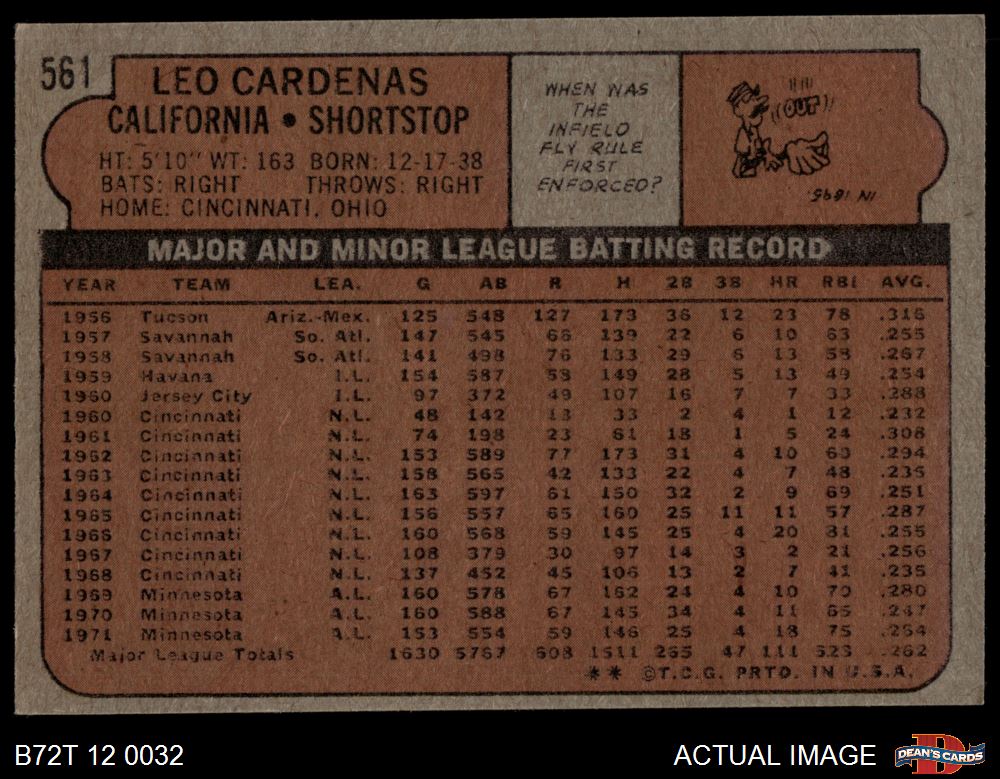 561
LEO CARDENAS
CALIFORNIA • SHORTSTOP
HT: 5'10" WT: 163 BORN: 12-17-38
BATS: RIGHT THROWS: RIGHT
HOME: CINCINNATI, OHIO
WHEN WAS
THE
INFIELD
FLY RULE
FIRST
ENFORCED?
"OUT"
IN 1895.
MAJOR AND MINOR LEAGUE BATTING RECORD
YEAR TEAM LEA. G AB R H 2B 3B HR RBI AVG.
1956 Tucson Ariz.-Mex. 125 548 127 173 36 12 23 78 .316
1957 Savannah So. Atl. 147 545 66 139 22 6 10 63 .255
1958 Savannah So. Atl. 141 498 76 133 29 6 13 58 .267
1959 Havana I.L. 154 587 53 149 28 5 13 49 .254
1960 Jersey City I.L. 97 372 49 107 16 7 7 33 .288
1960 Cincinnati N.L. 48 142 13 33 2 4 1 12 .232
1961 Cincinnati N.L. 74 198 23 61 18 1 5 24 .308
1962 Cincinnati N.L. 153 589 77 173 31 4 10 60 .294
1963 Cincinnati N.L. 158 565 42 133 22 4 7 48 .235
1964 Cincinnati N.L. 163 597 61 150 32 2 9 69 .251
1965 Cincinnati N.L. 156 557 65 160 25 11 11 57 .287
1966 Cincinnati N.L. 160 568 59 145 25 4 20 81 .255
1967 Cincinnati N.L. 108 379 30 97 14 3 2 21 .256
1968 Cincinnati N.L. 137 452 45 106 13 2 7 41 .235
1969 Minnesota A.L. 160 578 67 162 24 4 10 70 .280
1970 Minnesota A.L. 160 588 67 145 34 4 11 65 .247
1971 Minnesota A.L. 153 554 59 146 25 4 18 75 .264
Major League Totals 1630 5767 608 1511 265 47 111 623 .262
** ©T.C.G. PRTD. IN U.S.A.
B72T 12 0032
ACTUAL IMAGE
DEAN'S CARDS